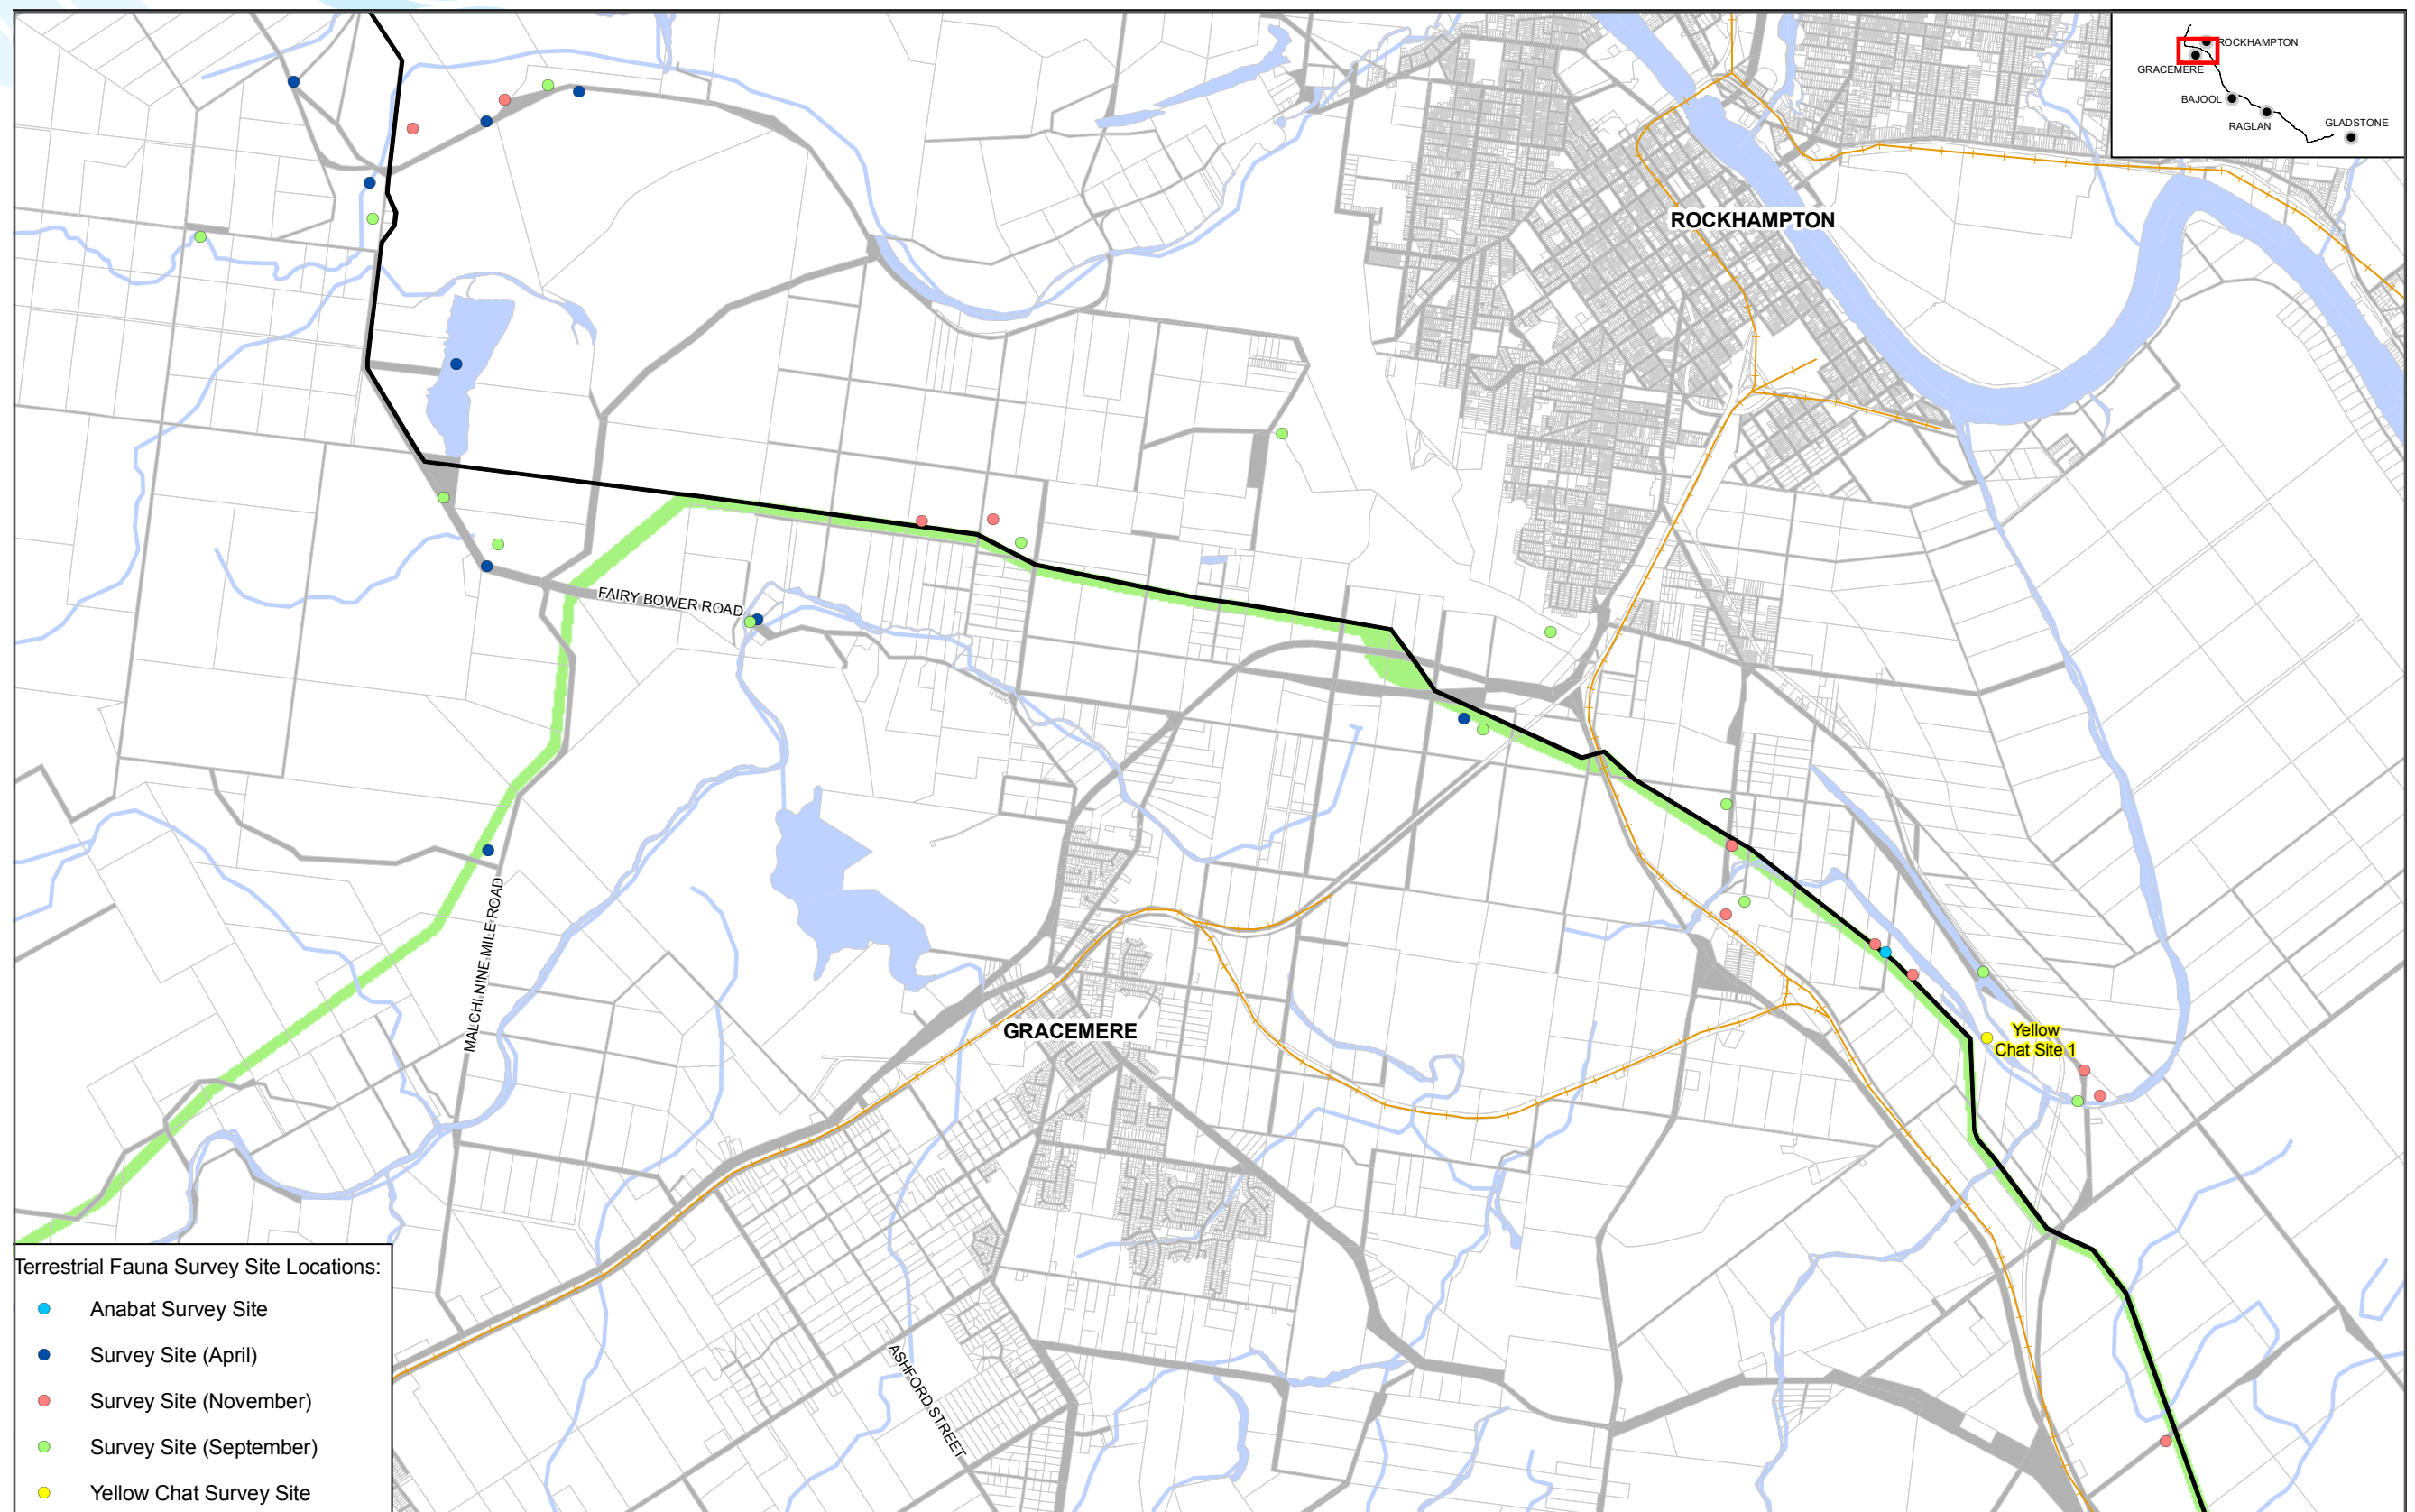 ROCKHAMPTON
GRACEMERE
BAJOOL
RAGLAN
GLADSTONE
ROCKHAMPTON
FAIRY BOWER ROAD
MALCHI NINE MILE ROAD
GRACEMERE
Yellow
Chat Site 1
ASHFORD STREET
Terrestrial Fauna Survey Site Locations:
Anabat Survey Site
Survey Site (April)
Survey Site (November)
Survey Site (September)
Yellow Chat Survey Site